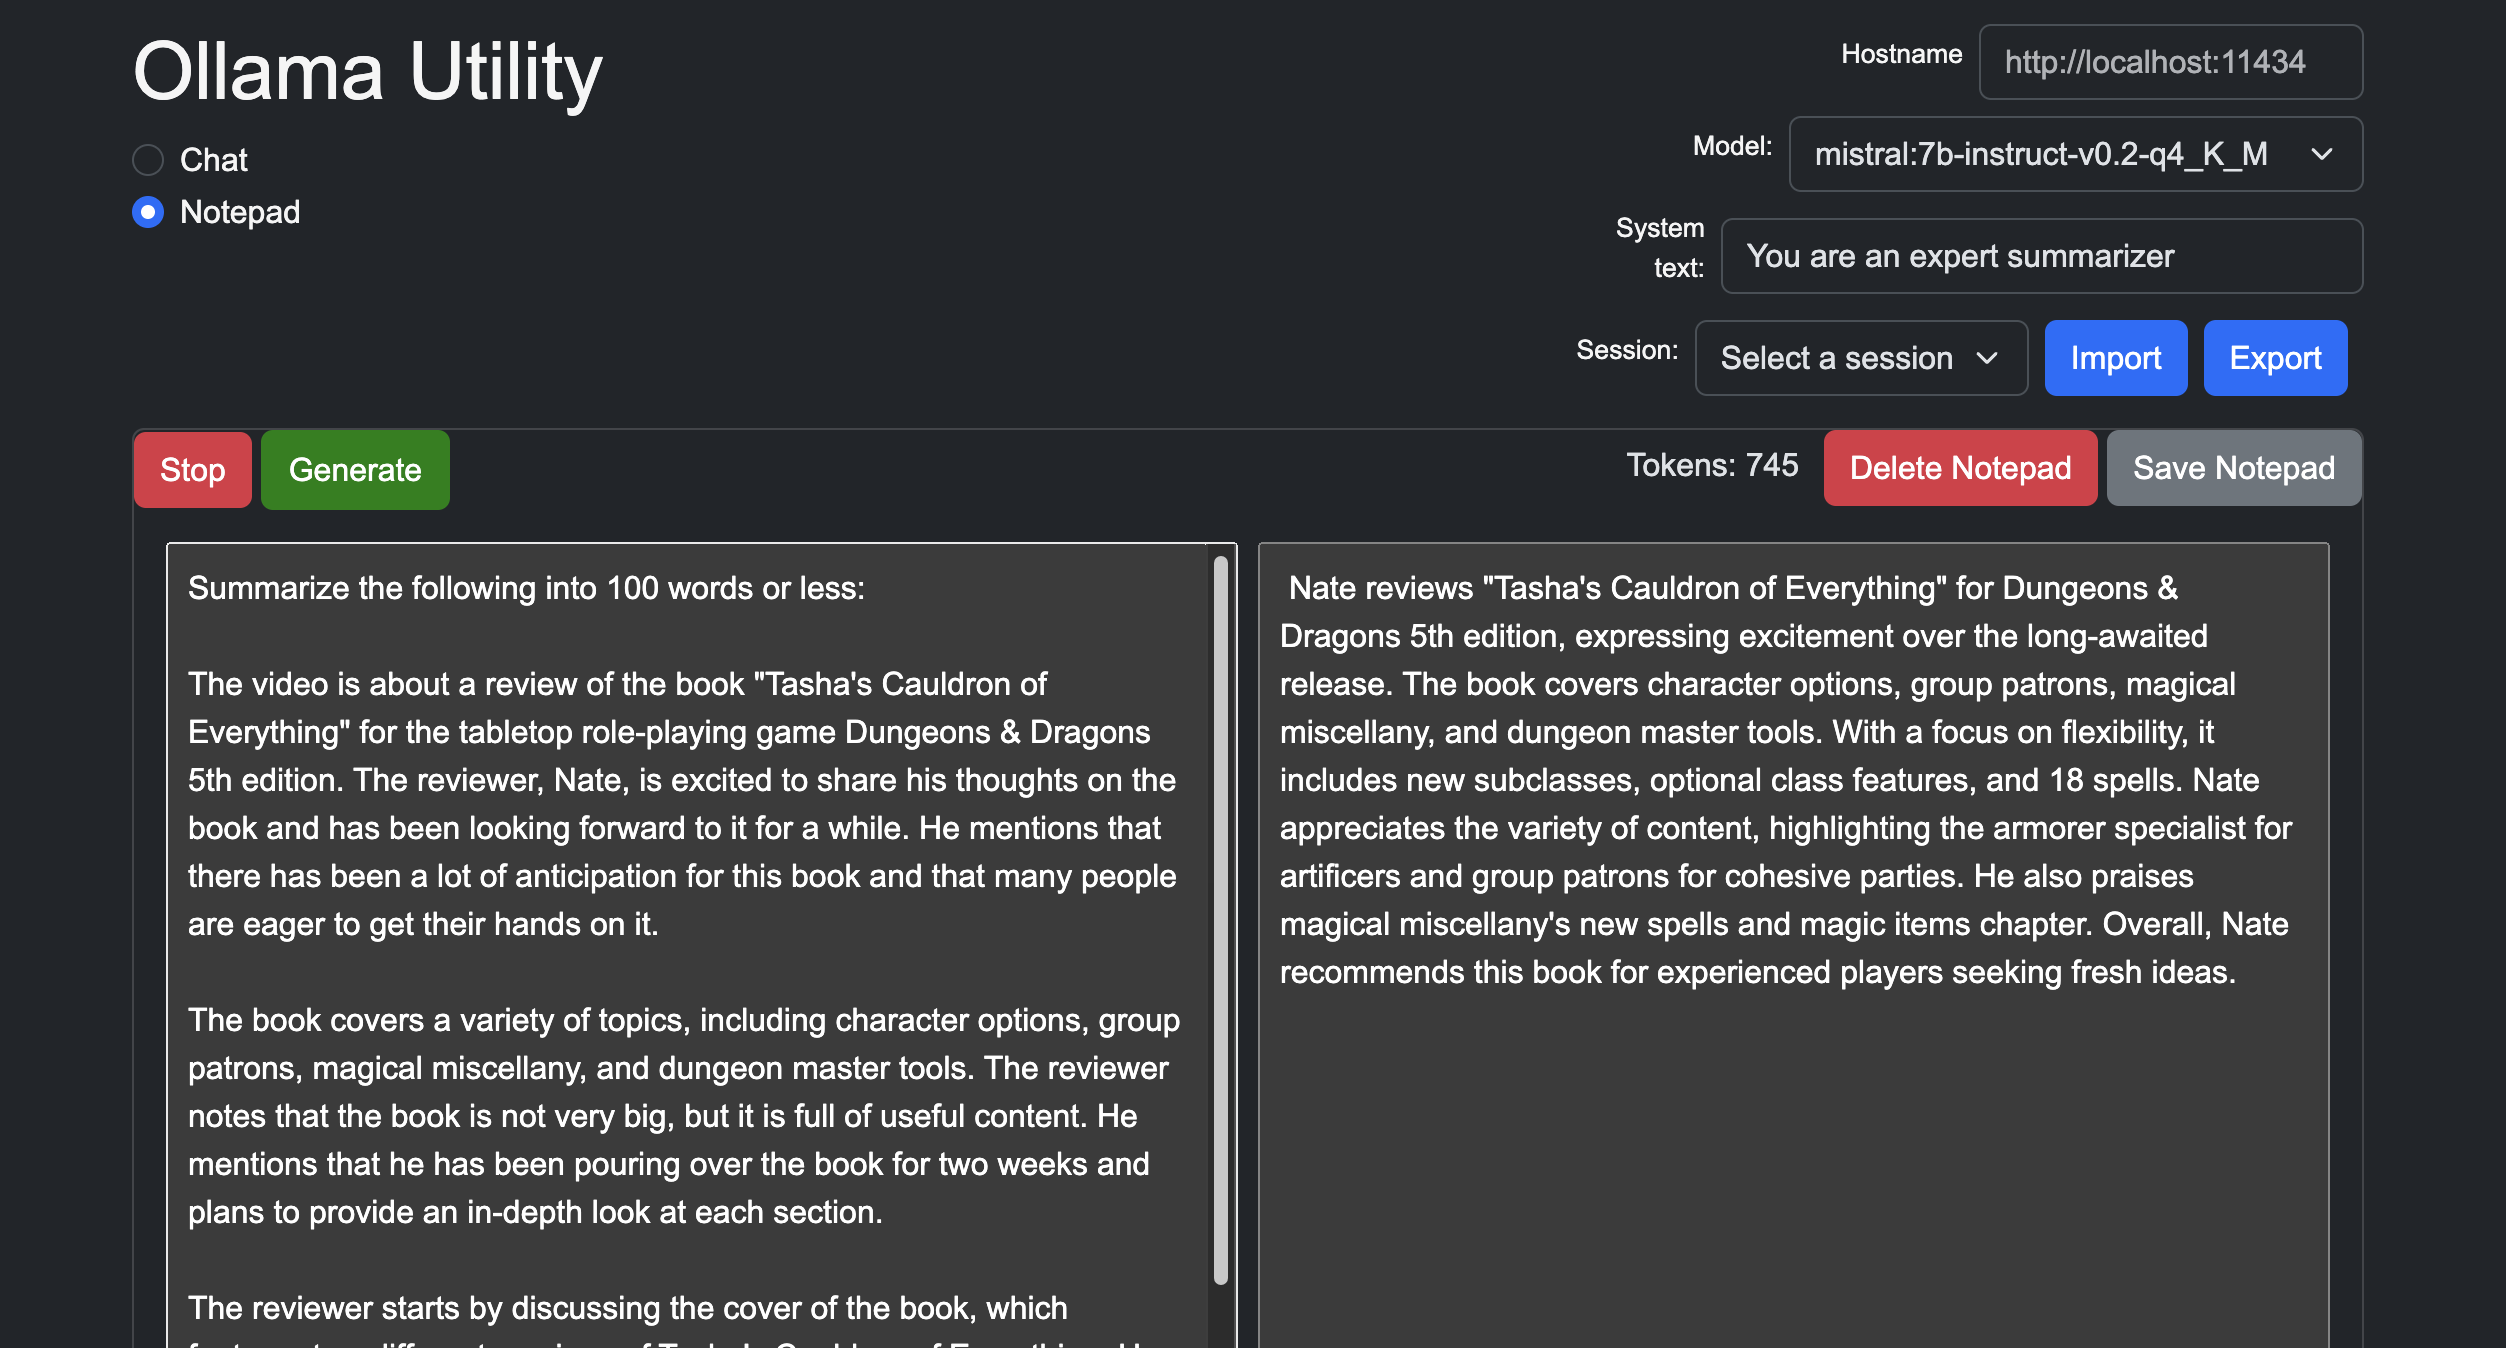 Ollama Utility
Chat
Notepad
Hostname
http://localhost:11434
Model:
mistral:7b-instruct-v0.2-q4_K_M
System
text:
You are an expert summarizer
Session:
Select a session
Import
Export
Stop
Generate
Tokens: 745
Delete Notepad
Save Notepad
Summarize the following into 100 words or less:
The video is about a review of the book "Tasha's Cauldron of
Everything" for the tabletop role-playing game Dungeons & Dragons
5th edition. The reviewer, Nate, is excited to share his thoughts on the
book and has been looking forward to it for a while. He mentions that
there has been a lot of anticipation for this book and that many people
are eager to get their hands on it.
The book covers a variety of topics, including character options, group
patrons, magical miscellany, and dungeon master tools. The reviewer
notes that the book is not very big, but it is full of useful content. He
mentions that he has been pouring over the book for two weeks and
plans to provide an in-depth look at each section.
The reviewer starts by discussing the cover of the book, which
Nate reviews "Tasha's Cauldron of Everything" for Dungeons &
Dragons 5th edition, expressing excitement over the long-awaited
release. The book covers character options, group patrons, magical
miscellany, and dungeon master tools. With a focus on flexibility, it
includes new subclasses, optional class features, and 18 spells. Nate
appreciates the variety of content, highlighting the armorer specialist for
artificers and group patrons for cohesive parties. He also praises
magical miscellany's new spells and magic items chapter. Overall, Nate
recommends this book for experienced players seeking fresh ideas.